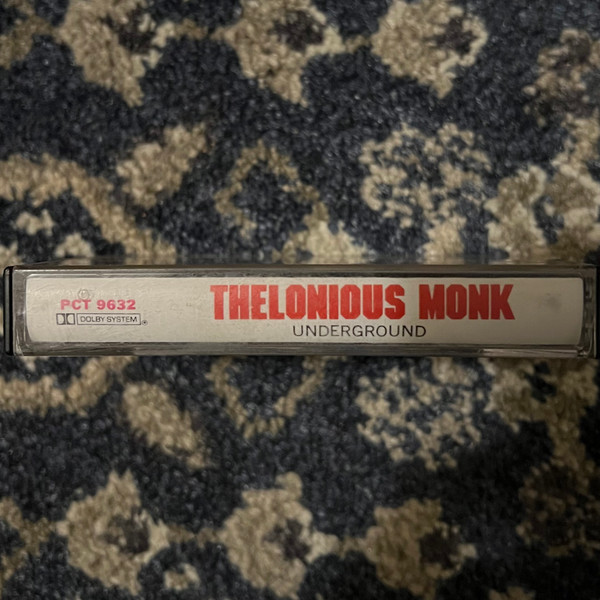 PCT 9632
DOLBY SYSTEM
THELONIOUS MONK
UNDERGROUND